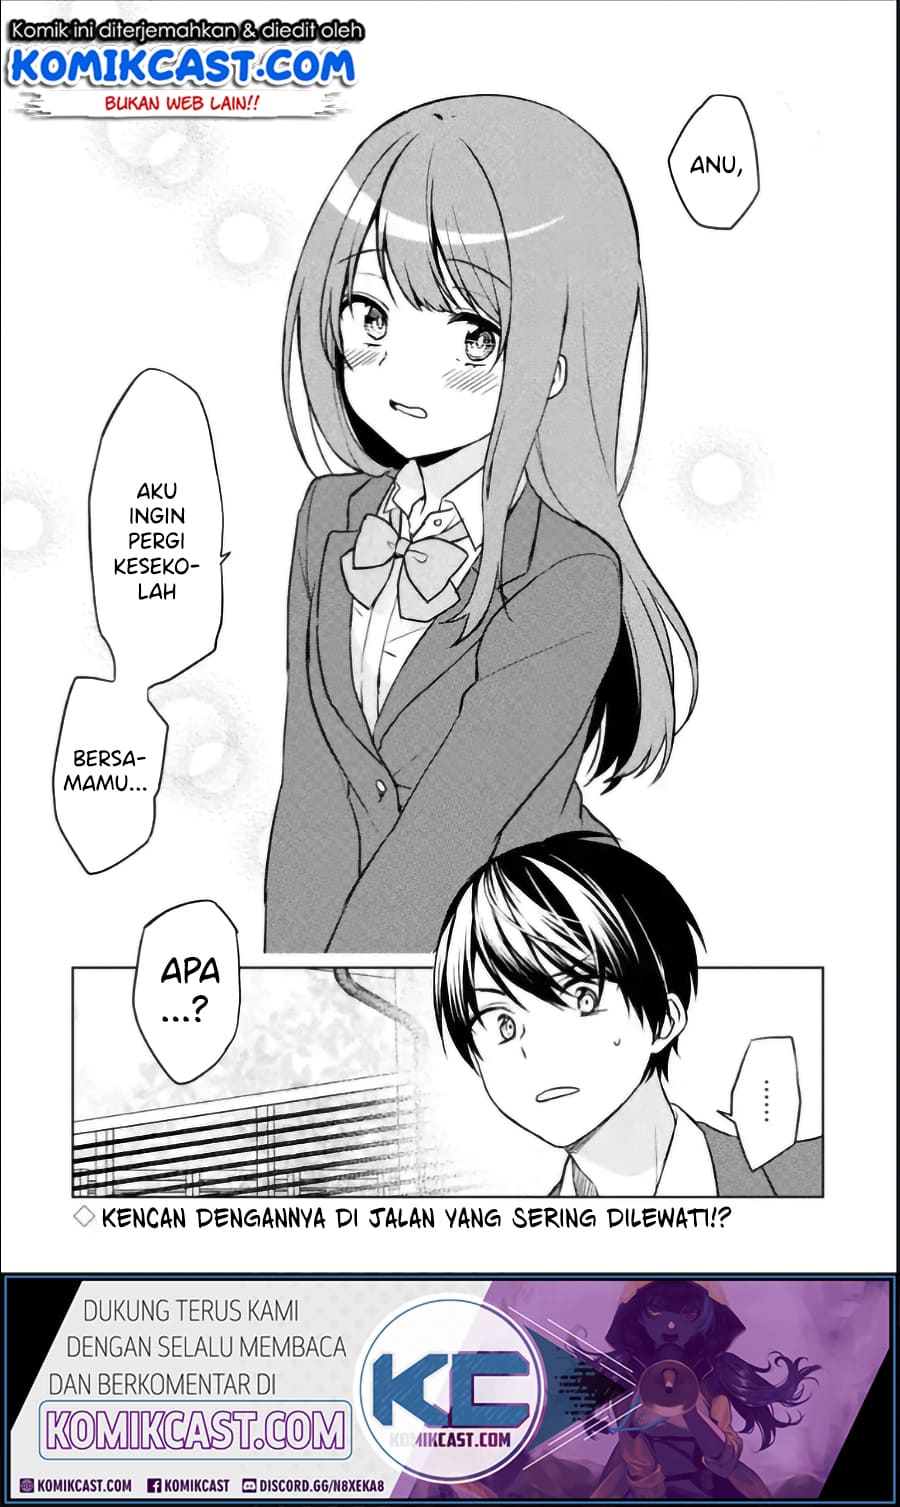 Komik ini diterjemahkan & diedit oleh
KOMIKCAST.COM
BUKAN WEB LAIN!!
ANU,
AKU
INGIN
PERGI
KESEKO-
LAH
BERSA-
MAMU...
APA
...?
......
KENCAN DENGANNYA DI JALAN YANG SERING DILEWATI!?
DUKUNG TERUS KAMI
DENGAN SELALU MEMBACA
DAN BERKOMENTAR DI
KOMIKCAST.COM
KC
KOMIKCAST.COM
KOMIKCAST.COM KOMIKCAST DISCORD.GG/N8XEKA8